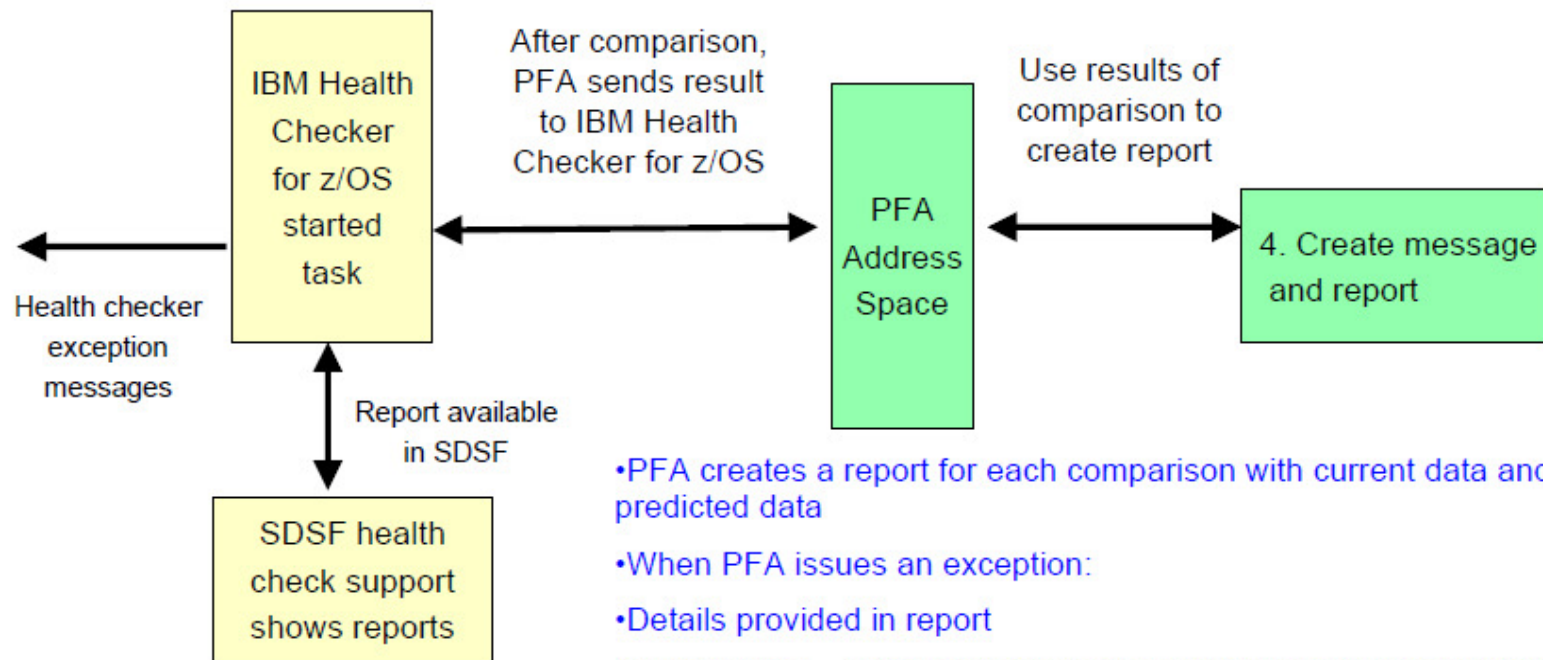 IBM Health
Checker
for z/OS
started
task
After comparison,
PFA sends result
to IBM Health
Checker for z/OS
PFA
Address
Space
Use results of
comparison to
create report
4. Create message
and report
Health checker
exception
messages
Report available
in SDSF
SDSF health
check support
shows reports
•PFA creates a report for each comparison with current data and
predicted data
•When PFA issues an exception:
•Details provided in report